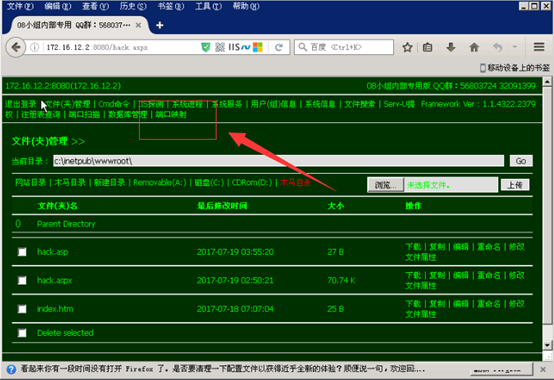 文件(F) 编辑(E) 查看(V) 历史(S) 书签(B) 工具(T) 帮助(H)
08小组内部专用 QQ群：568037...
172.16.12.2:8080/hack.aspx
IIS
百度 <Ctrl+K>
移动设备上的书签
172.16.12.2:8080(172.16.12.2) 08小组内部专用版 QQ群：56803724 32091399
退出登录 | 文件(夹)管理 | Cmd命令 | IIS探测 | 系统进程 | 系统服务 | 用户(组)信息 | 系统信息 | 文件搜索 | Serv-U提 Framework Ver : 1.1.4322.2379
权 | 注册表查询 | 端口扫描 | 数据库管理 | 端口映射
文件(夹)管理 >>
当前目录： c:\inetpub\wwwroot\ Go
网站目录 | 木马目录 | 新建目录 | Removable(A:) | 磁盘(C:) | CDRom(D:) | 浏览... 未选择文件。 上传
文件(夹)名 最后修改时间 大小 操作
0 Parent Directory
hack.asp 2017-07-19 03:55:20 27 B 下载 | 复制 | 编辑 | 重命名 | 修改
文件属性
hack.aspx 2017-07-19 02:50:21 70.74 K 下载 | 复制 | 编辑 | 重命名 | 修改
文件属性
index.htm 2017-07-18 07:07:04 25 B 下载 | 复制 | 编辑 | 重命名 | 修改
文件属性
Delete selected
看起来你有一段时间没有打开 Firefox 了。是否要清理一下配置文件以获得近乎全新的体验？顺便说一句，欢迎回...